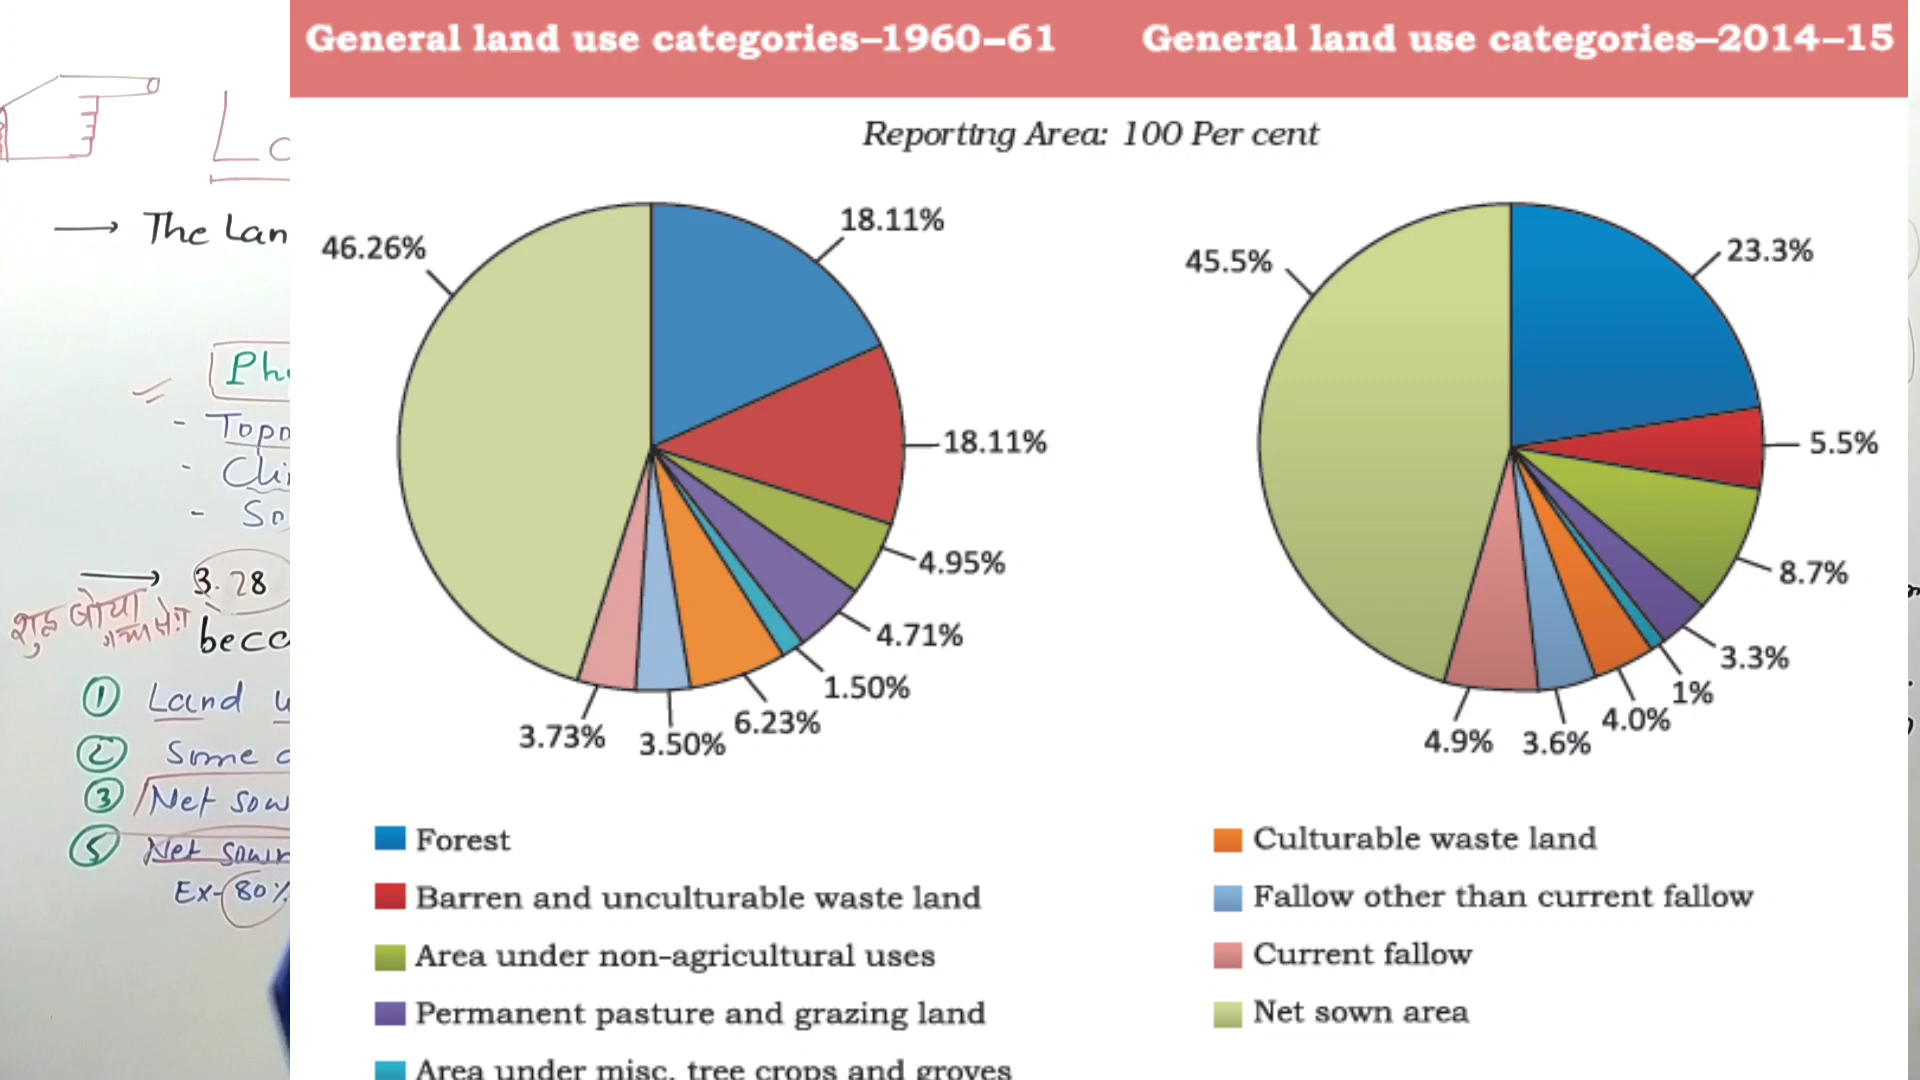 General land use categories–1960–61
General land use categories–2014–15
Reporting Area: 100 Per cent
46.26%
18.11%
18.11%
4.95%
4.71%
1.50%
6.23%
3.50%
3.73%
45.5%
23.3%
5.5%
8.7%
3.3%
1%
4.0%
3.6%
4.9%
Forest
Barren and unculturable waste land
Area under non-agricultural uses
Permanent pasture and grazing land
Area under misc. tree crops and groves
Culturable waste land
Fallow other than current fallow
Current fallow
Net sown area
→ The Lan
Ph
- Topo
- Cli
- So
→ 3.28
शुद्ध बोया
beco
① Land u
② Some
③ Net sow
⑤ Net sown
Ex-80%